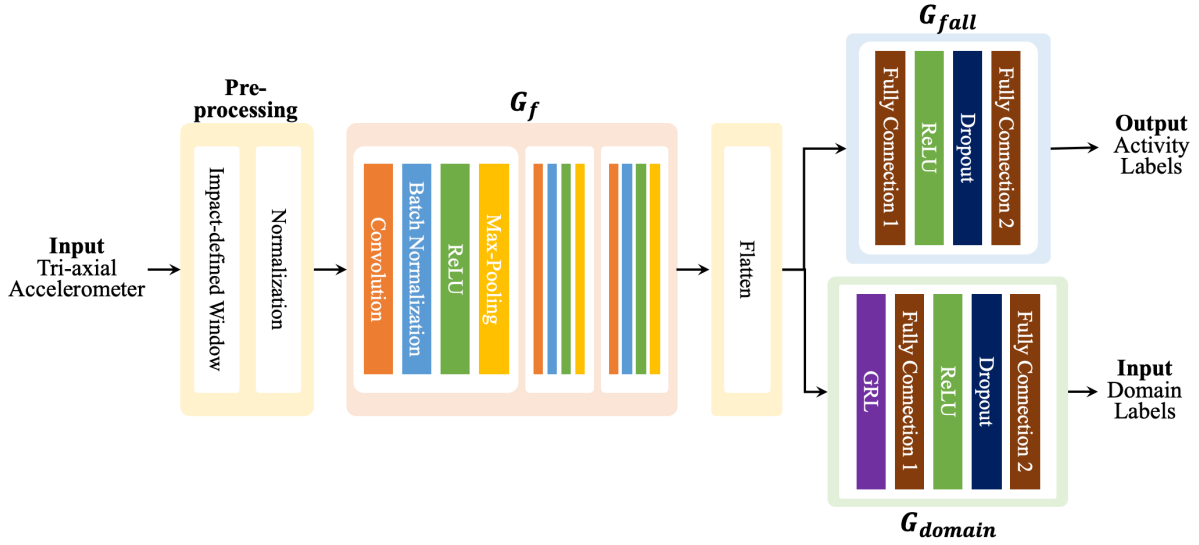 Input
Tri-axial
Accelerometer
Pre-
processing
Impact-defined Window
Normalization
G_f
Convolution
Batch Normalization
ReLU
Max-Pooling
Flatten
G_fall
Fully Connection 1
ReLU
Dropout
Fully Connection 2
Output
Activity
Labels
GRL
Fully Connection 1
ReLU
Dropout
Fully Connection 2
G_domain
Input
Domain
Labels